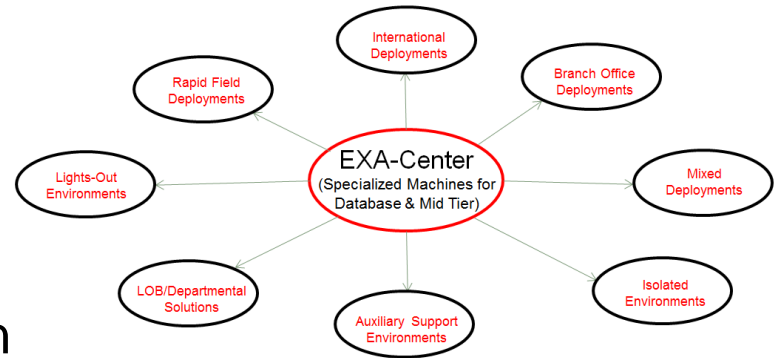 International
Deployments
Rapid Field
Deployments
Branch Office
Deployments
EXA-Center
(Specialized Machines for
Database & Mid Tier)
Lights-Out
Environments
Mixed
Deployments
LOB/Departmental
Solutions
Isolated
Environments
Auxiliary Support
Environments